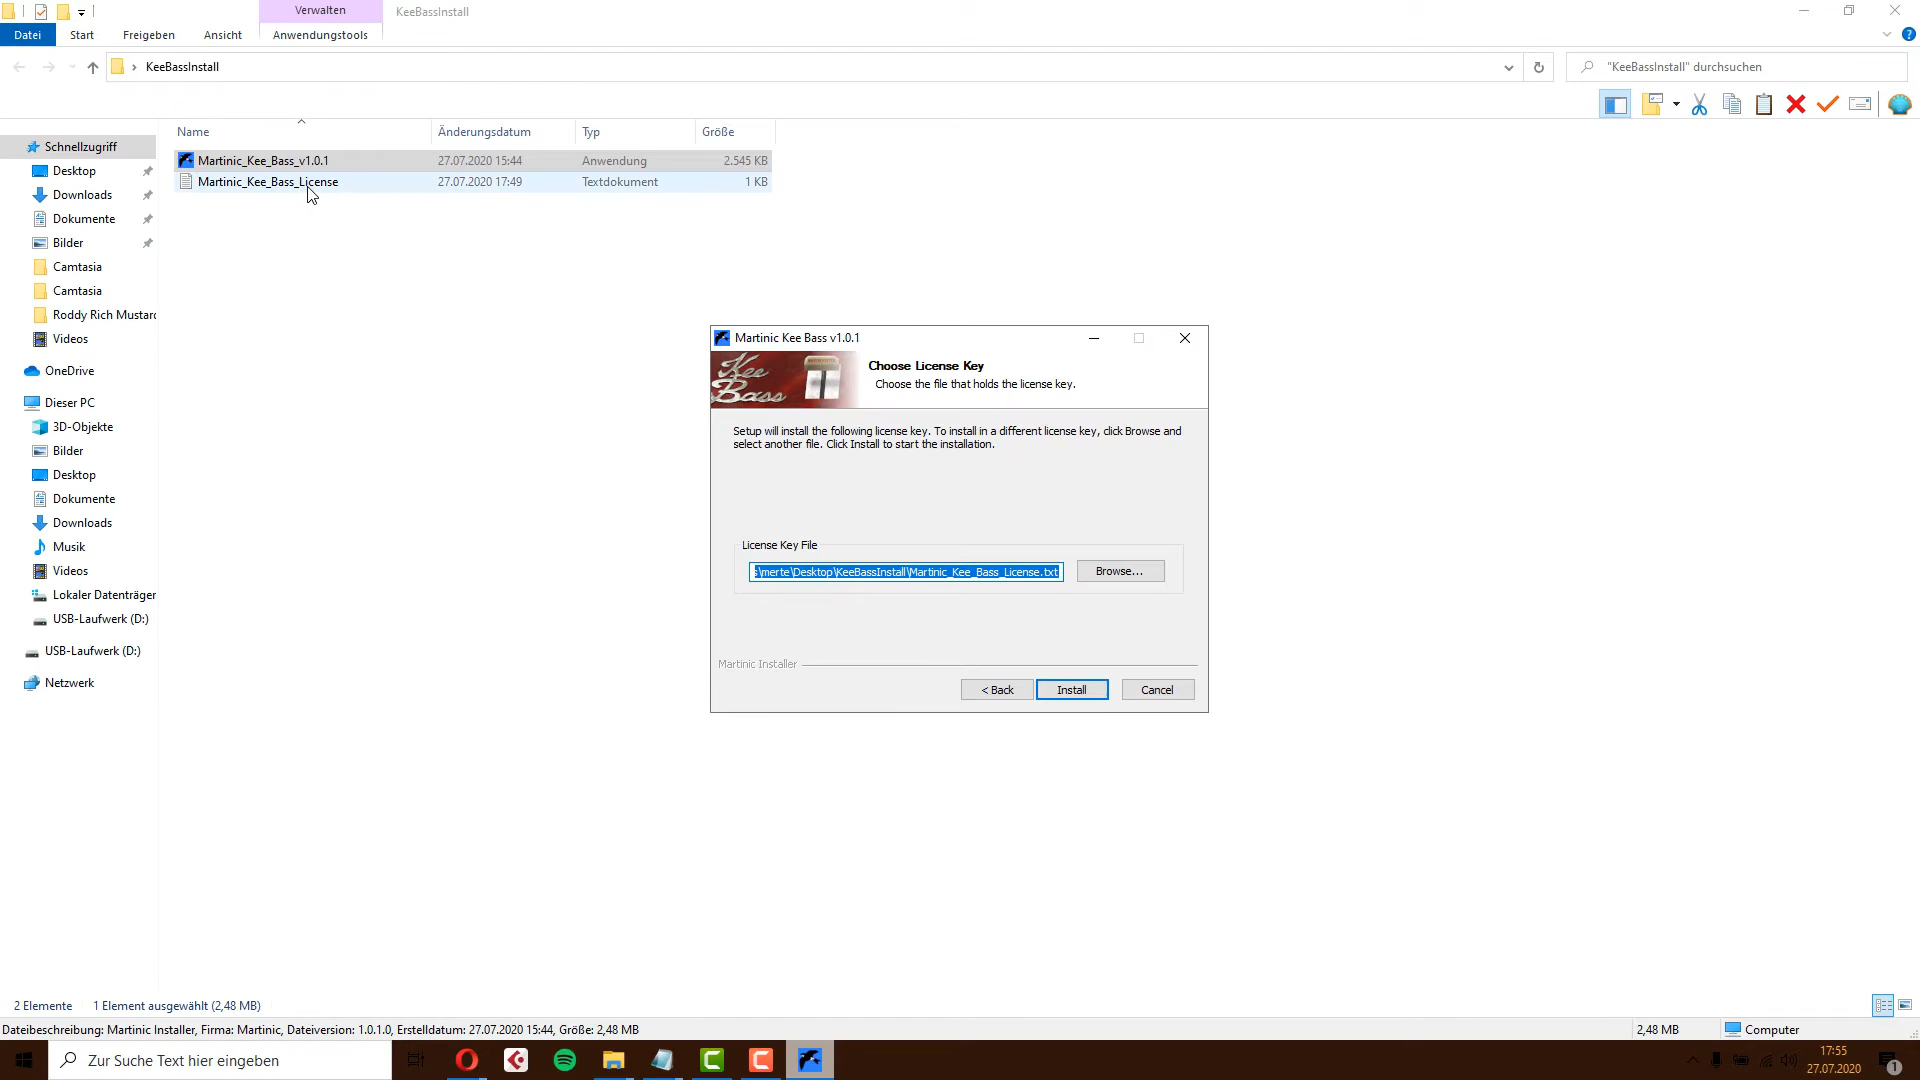 Verwalten
KeeBassInstall
Datei
Start
Freigeben
Ansicht
Anwendungstools
KeeBassInstall
"KeeBassInstall" durchsuchen
Name
Änderungsdatum
Typ
Größe
Schnellzugriff
Martinic_Kee_Bass_v1.0.1
27.07.2020 15:44
Anwendung
2.545 KB
Desktop
Martinic_Kee_Bass_License
27.07.2020 17:49
Textdokument
1 KB
Downloads
Dokumente
Bilder
Camtasia
Camtasia
Roddy Rich Mustard
Videos
OneDrive
Dieser PC
3D-Objekte
Bilder
Desktop
Dokumente
Downloads
Musik
Videos
Lokaler Datenträger
USB-Laufwerk (D:)
USB-Laufwerk (D:)
Netzwerk
Martinic Kee Bass v1.0.1
Kee
Bass
Choose License Key
Choose the file that holds the license key.
Setup will install the following license key. To install in a different license key, click Browse and
select another file. Click Install to start the installation.
License Key File
s\merte\Desktop\KeeBassInstall\Martinic_Kee_Bass_License.txt
Browse...
Martinic Installer
< Back
Install
Cancel
2 Elemente
1 Element ausgewählt (2,48 MB)
Dateibeschreibung: Martinic Installer, Firma: Martinic, Dateiversion: 1.0.1.0, Erstelldatum: 27.07.2020 15:44, Größe: 2,48 MB
2,48 MB
Computer
Zur Suche Text hier eingeben
17:55
27.07.2020
1